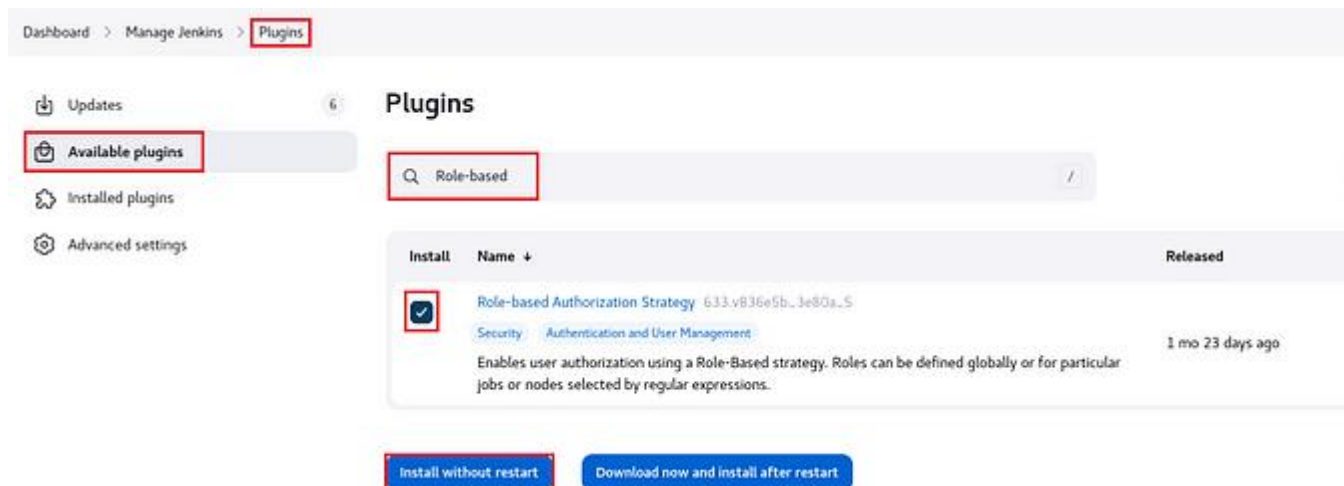 Dashboard > Manage Jenkins > Plugins
Updates 6
Available plugins
Installed plugins
Advanced settings
Plugins
Role-based /
Install Name ↓ Released
Role-based Authorization Strategy 633.v836e5b_3e80a_5
Security Authentication and User Management
Enables user authorization using a Role-Based strategy. Roles can be defined globally or for particular
jobs or nodes selected by regular expressions.
1 mo 23 days ago
Install without restart Download now and install after restart